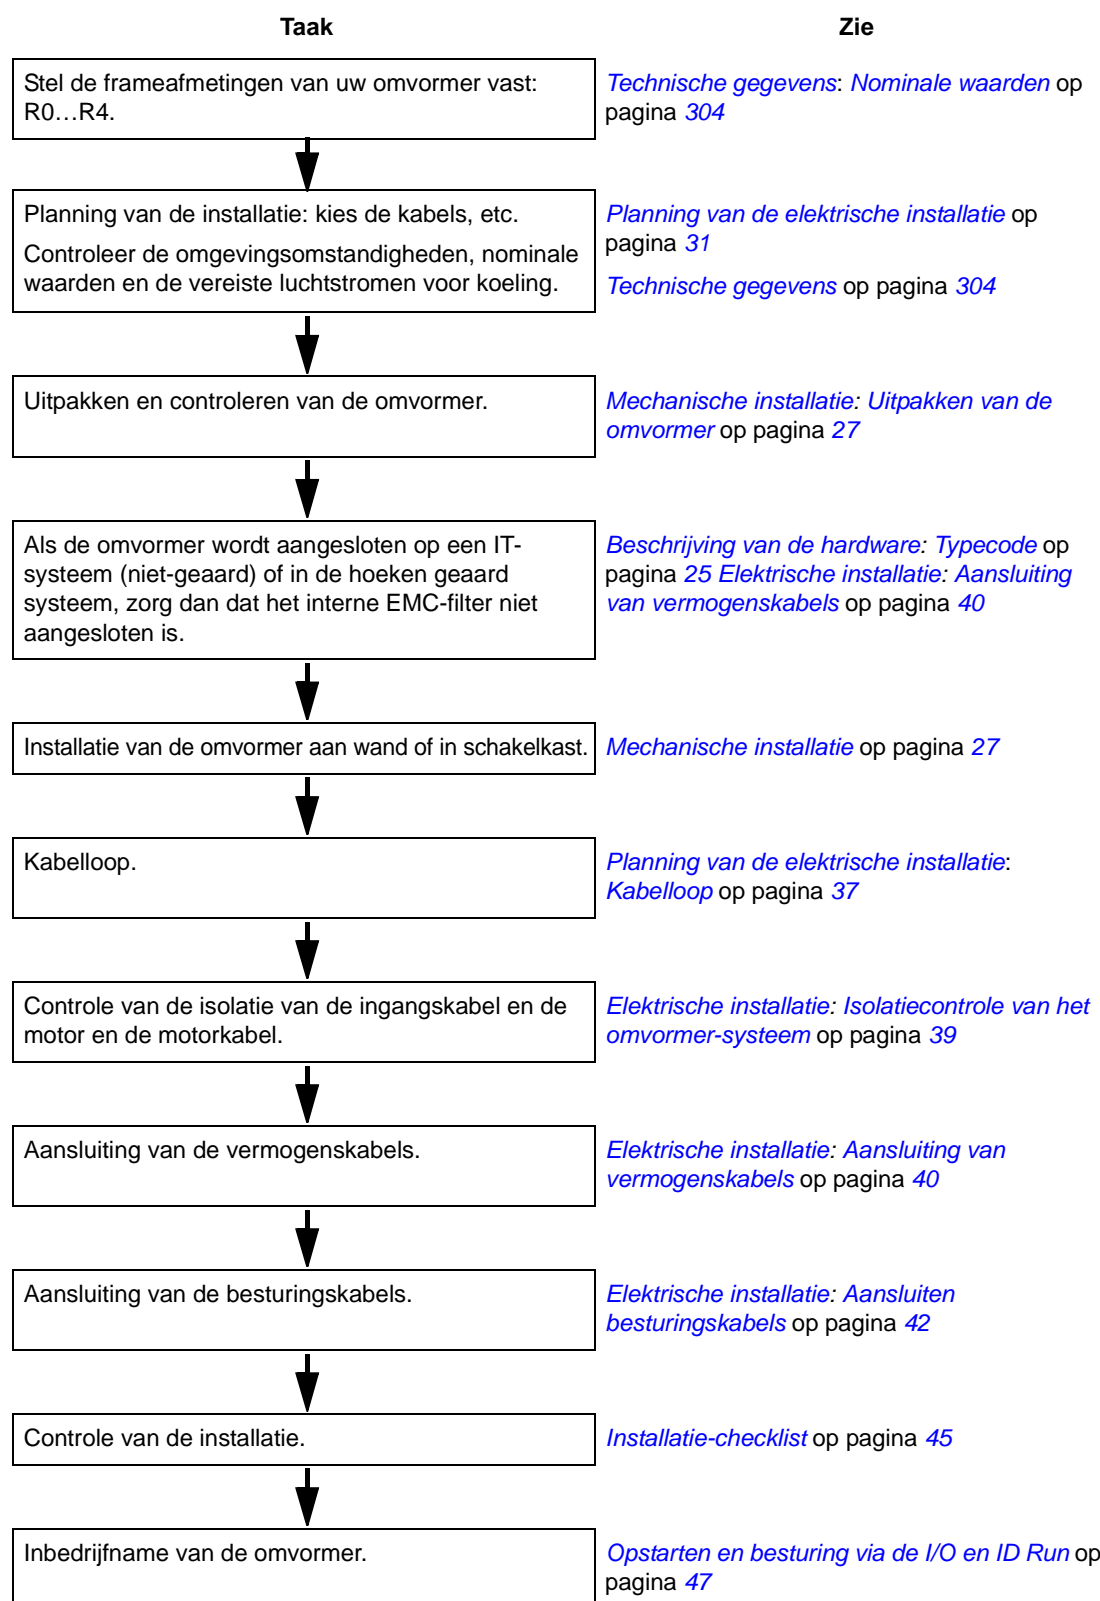 Taak
Zie
Stel de frameafmetingen van uw omvormer vast:
R0…R4.
Technische gegevens: Nominale waarden op
pagina 304
Planning van de installatie: kies de kabels, etc.
Controleer de omgevingsomstandigheden, nominale
waarden en de vereiste luchtstromen voor koeling.
Planning van de elektrische installatie op
pagina 31
Technische gegevens op pagina 304
Uitpakken en controleren van de omvormer.
Mechanische installatie: Uitpakken van de
omvormer op pagina 27
Als de omvormer wordt aangesloten op een IT-
systeem (niet-geaard) of in de hoeken geaard
systeem, zorg dan dat het interne EMC-filter niet
aangesloten is.
Beschrijving van de hardware: Typecode op
pagina 25 Elektrische installatie: Aansluiting
van vermogenskabels op pagina 40
Installatie van de omvormer aan wand of in schakelkast.
Mechanische installatie op pagina 27
Kabelloop.
Planning van de elektrische installatie:
Kabelloop op pagina 37
Controle van de isolatie van de ingangskabel en de
motor en de motorkabel.
Elektrische installatie: Isolatiecontrole van het
omvormer-systeem op pagina 39
Aansluiting van de vermogenskabels.
Elektrische installatie: Aansluiting van
vermogenskabels op pagina 40
Aansluiting van de besturingskabels.
Elektrische installatie: Aansluiten
besturingskabels op pagina 42
Controle van de installatie.
Installatie-checklist op pagina 45
Inbedrijfname van de omvormer.
Opstarten en besturing via de I/O en ID Run op
pagina 47